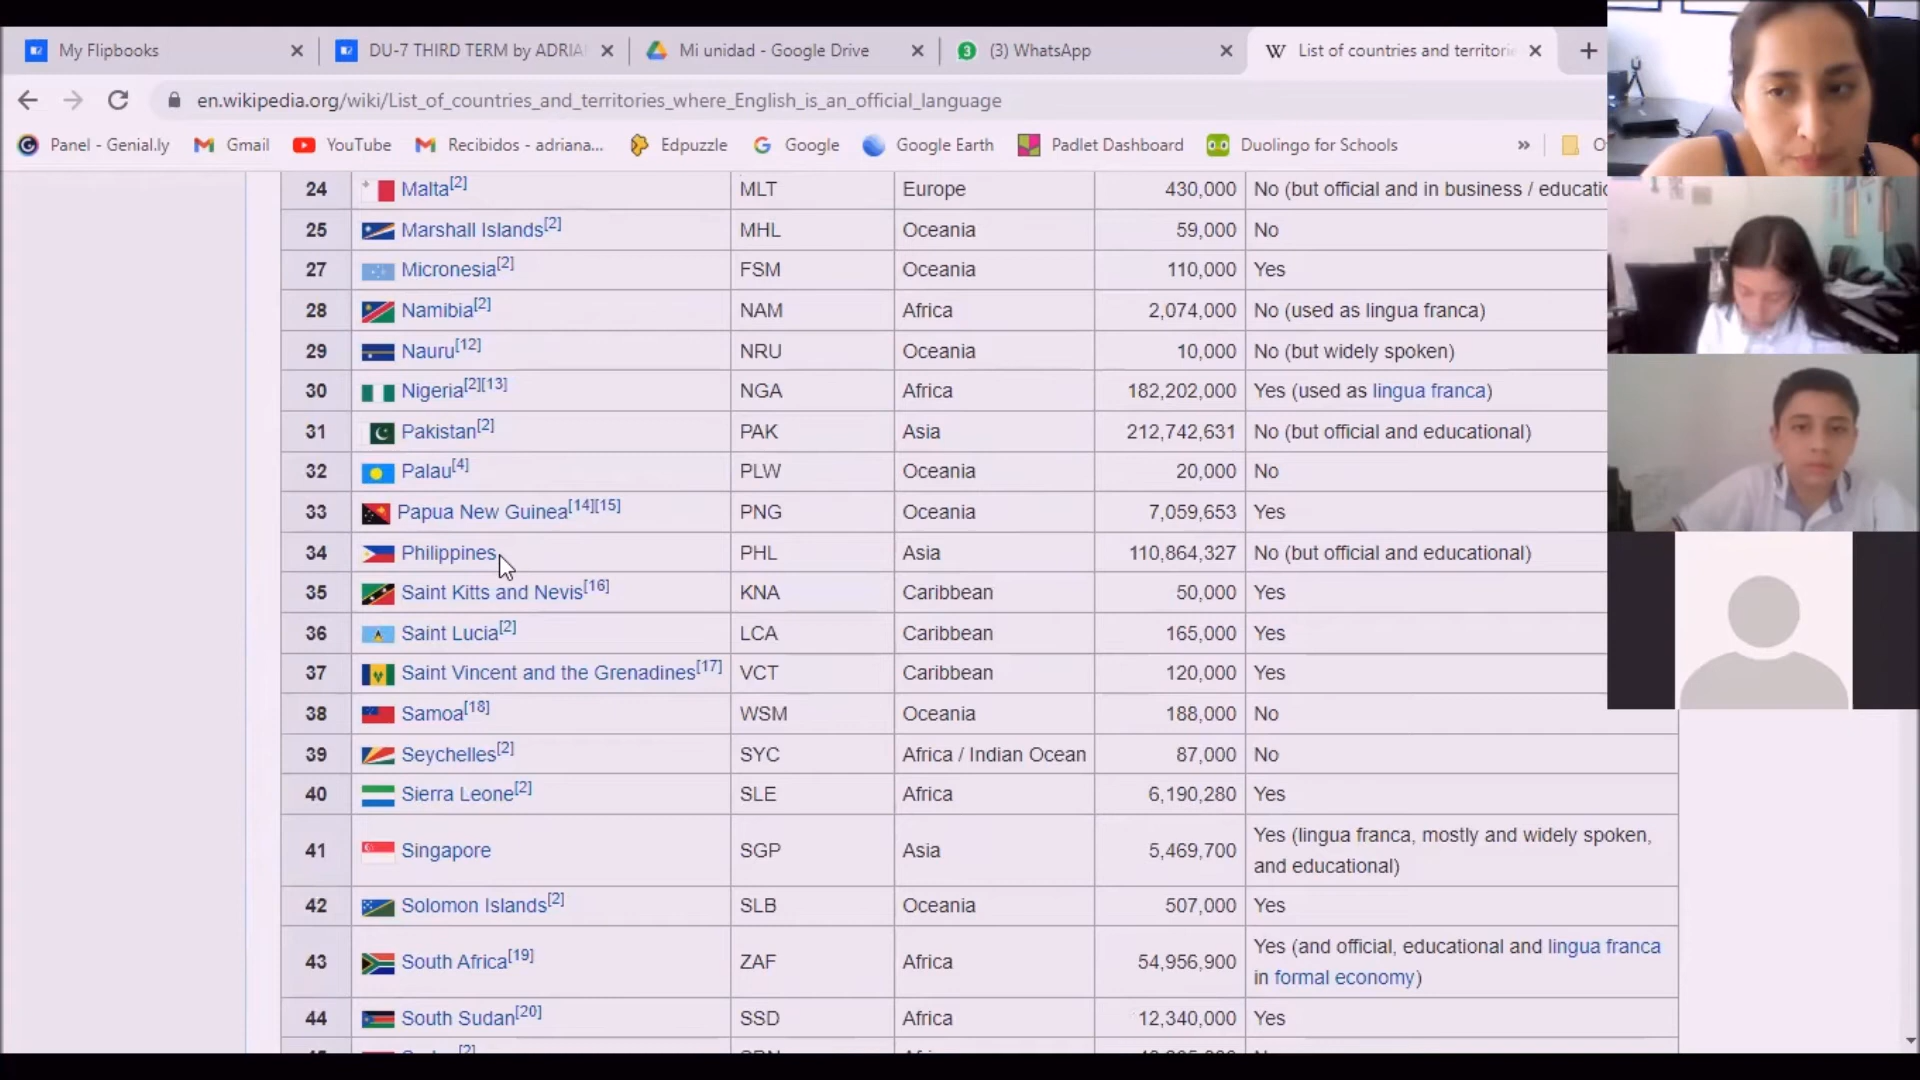 My Flipbooks
DU-7 THIRD TERM by ADRIA
Mi unidad - Google Drive
(3) WhatsApp
List of countries and territorie
en.wikipedia.org/wiki/List_of_countries_and_territories_where_English_is_an_official_language
Panel - Genial.ly Gmail YouTube Recibidos - adriana... Edpuzzle Google Google Earth Padlet Dashboard Duolingo for Schools » O
24 Malta[2] MLT Europe 430,000 No (but official and in business / educatio
25 Marshall Islands[2] MHL Oceania 59,000 No
27 Micronesia[2] FSM Oceania 110,000 Yes
28 Namibia[2] NAM Africa 2,074,000 No (used as lingua franca)
29 Nauru[12] NRU Oceania 10,000 No (but widely spoken)
30 Nigeria[2][13] NGA Africa 182,202,000 Yes (used as lingua franca)
31 Pakistan[2] PAK Asia 212,742,631 No (but official and educational)
32 Palau[4] PLW Oceania 20,000 No
33 Papua New Guinea[14][15] PNG Oceania 7,059,653 Yes
34 Philippines PHL Asia 110,864,327 No (but official and educational)
35 Saint Kitts and Nevis[16] KNA Caribbean 50,000 Yes
36 Saint Lucia[2] LCA Caribbean 165,000 Yes
37 Saint Vincent and the Grenadines[17] VCT Caribbean 120,000 Yes
38 Samoa[18] WSM Oceania 188,000 No
39 Seychelles[2] SYC Africa / Indian Ocean 87,000 No
40 Sierra Leone[2] SLE Africa 6,190,280 Yes
41 Singapore SGP Asia 5,469,700 Yes (lingua franca, mostly and widely spoken,
and educational)
42 Solomon Islands[2] SLB Oceania 507,000 Yes
43 South Africa[19] ZAF Africa 54,956,900 Yes (and official, educational and lingua franca
in formal economy)
44 South Sudan[20] SSD Africa 12,340,000 Yes